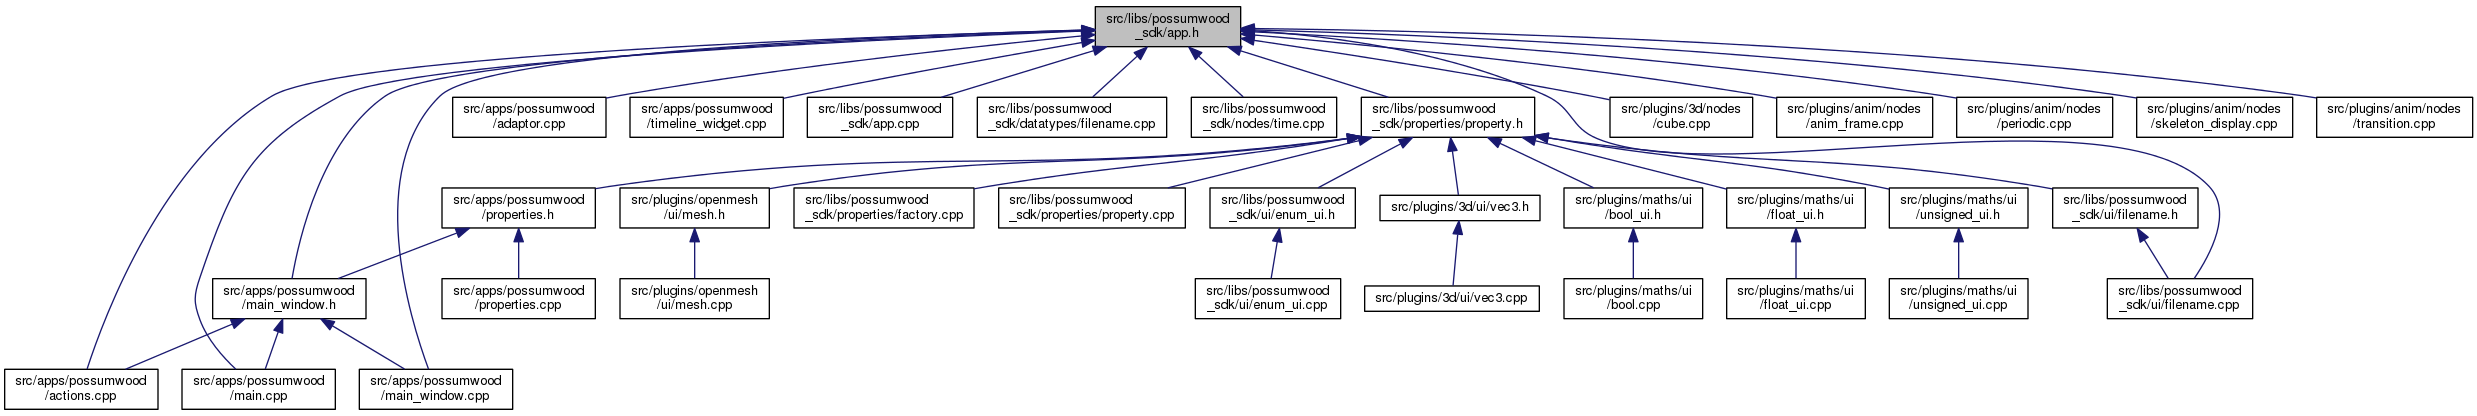 src/libs/possumwood
_sdk/app.h
src/apps/possumwood
/adaptor.cpp
src/apps/possumwood
/timeline_widget.cpp
src/libs/possumwood
_sdk/app.cpp
src/libs/possumwood
_sdk/datatypes/filename.cpp
src/libs/possumwood
_sdk/nodes/time.cpp
src/libs/possumwood
_sdk/properties/property.h
src/plugins/3d/nodes
/cube.cpp
src/plugins/anim/nodes
/anim_frame.cpp
src/plugins/anim/nodes
/periodic.cpp
src/plugins/anim/nodes
/skeleton_display.cpp
src/plugins/anim/nodes
/transition.cpp
src/apps/possumwood
/properties.h
src/plugins/openmesh
/ui/mesh.h
src/libs/possumwood
_sdk/properties/factory.cpp
src/libs/possumwood
_sdk/properties/property.cpp
src/libs/possumwood
_sdk/ui/enum_ui.h
src/plugins/3d/ui/vec3.h
src/plugins/maths/ui
/bool_ui.h
src/plugins/maths/ui
/float_ui.h
src/plugins/maths/ui
/unsigned_ui.h
src/libs/possumwood
_sdk/ui/filename.h
src/apps/possumwood
/main_window.h
src/apps/possumwood
/properties.cpp
src/plugins/openmesh
/ui/mesh.cpp
src/libs/possumwood
_sdk/ui/enum_ui.cpp
src/plugins/3d/ui/vec3.cpp
src/plugins/maths/ui
/bool.cpp
src/plugins/maths/ui
/float_ui.cpp
src/plugins/maths/ui
/unsigned_ui.cpp
src/libs/possumwood
_sdk/ui/filename.cpp
src/apps/possumwood
/actions.cpp
src/apps/possumwood
/main.cpp
src/apps/possumwood
/main_window.cpp